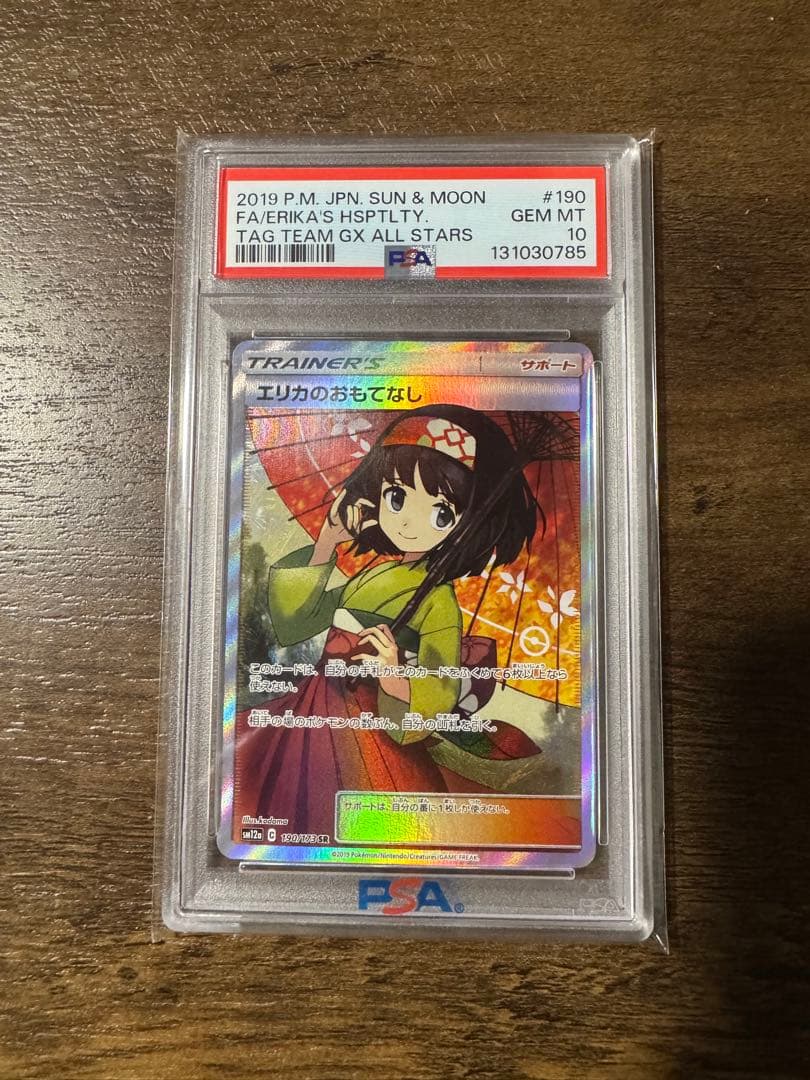 2019 P.M. JPN. SUN & MOON #190
FA/ERIKA'S HSPTLTY. GEM MT
TAG TEAM GX ALL STARS 10
PSA 131030785
TRAINER'S サポート
エリカのおもてなし
このカードは、自分の手札がこのカードをふくめて6枚以上なら
使えない。
相手の場のポケモンの数ぶん、自分の山札を引く。
サポートは、自分の番に1枚しか使えない。
Illus. kodama
SM12a C 190/173 SR
©2019 Pokémon/Nintendo/Creatures/GAME FREAK.
PSA®
PSA